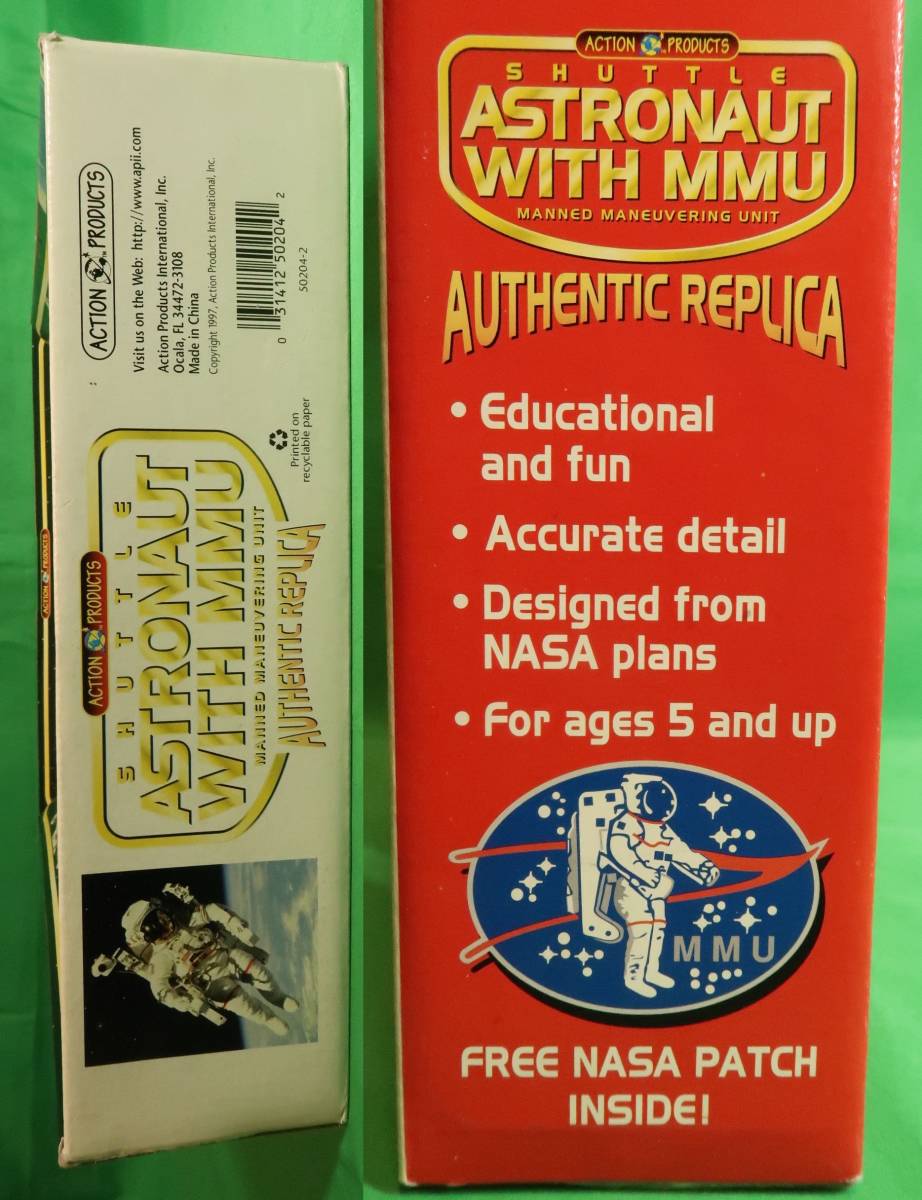 ACTION PRODUCTS
SHUTTLE
ASTRONAUT
WITH MMU
MANNED MANEUVERING UNIT
AUTHENTIC REPLICA
Printed on
recyclable paper
ACTION PRODUCTS
Visit us on the Web: http://www.apii.com
Action Products International, Inc.
Ocala, FL 34472-3108
Made in China
Copyright 1997, Action Products International, Inc.
0 31412 50204 2
50204-2
ACTION PRODUCTS
ACTION PRODUCTS
SHUTTLE
ASTRONAUT
WITH MMU
MANNED MANEUVERING UNIT
AUTHENTIC REPLICA
• Educational
and fun
• Accurate detail
• Designed from
NASA plans
• For ages 5 and up
MMU
FREE NASA PATCH
INSIDE!